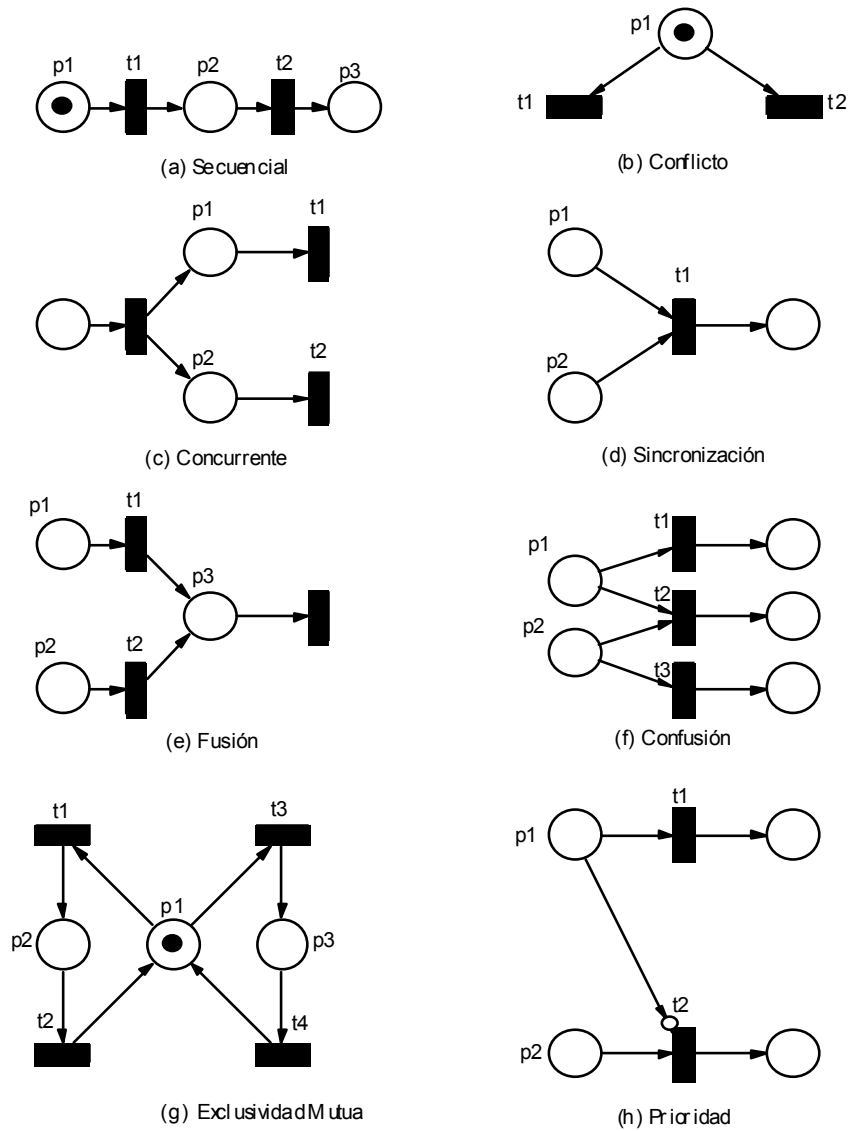 p1 t1 p2 t2 p3
(a) Secuencial
p1
t1 t2
(b) Conflicto
p1 t1
p2 t2
(c) Concurrente
p1
t1
p2
(d) Sincronización
p1 t1
p3
p2 t2
(e) Fusión
t1
p1
t2
p2
t3
(f) Confusión
t1 t3
p1
p2 p3
t2 t4
(g) Exclusividad Mutua
t1
p1
t2
p2
(h) Prioridad